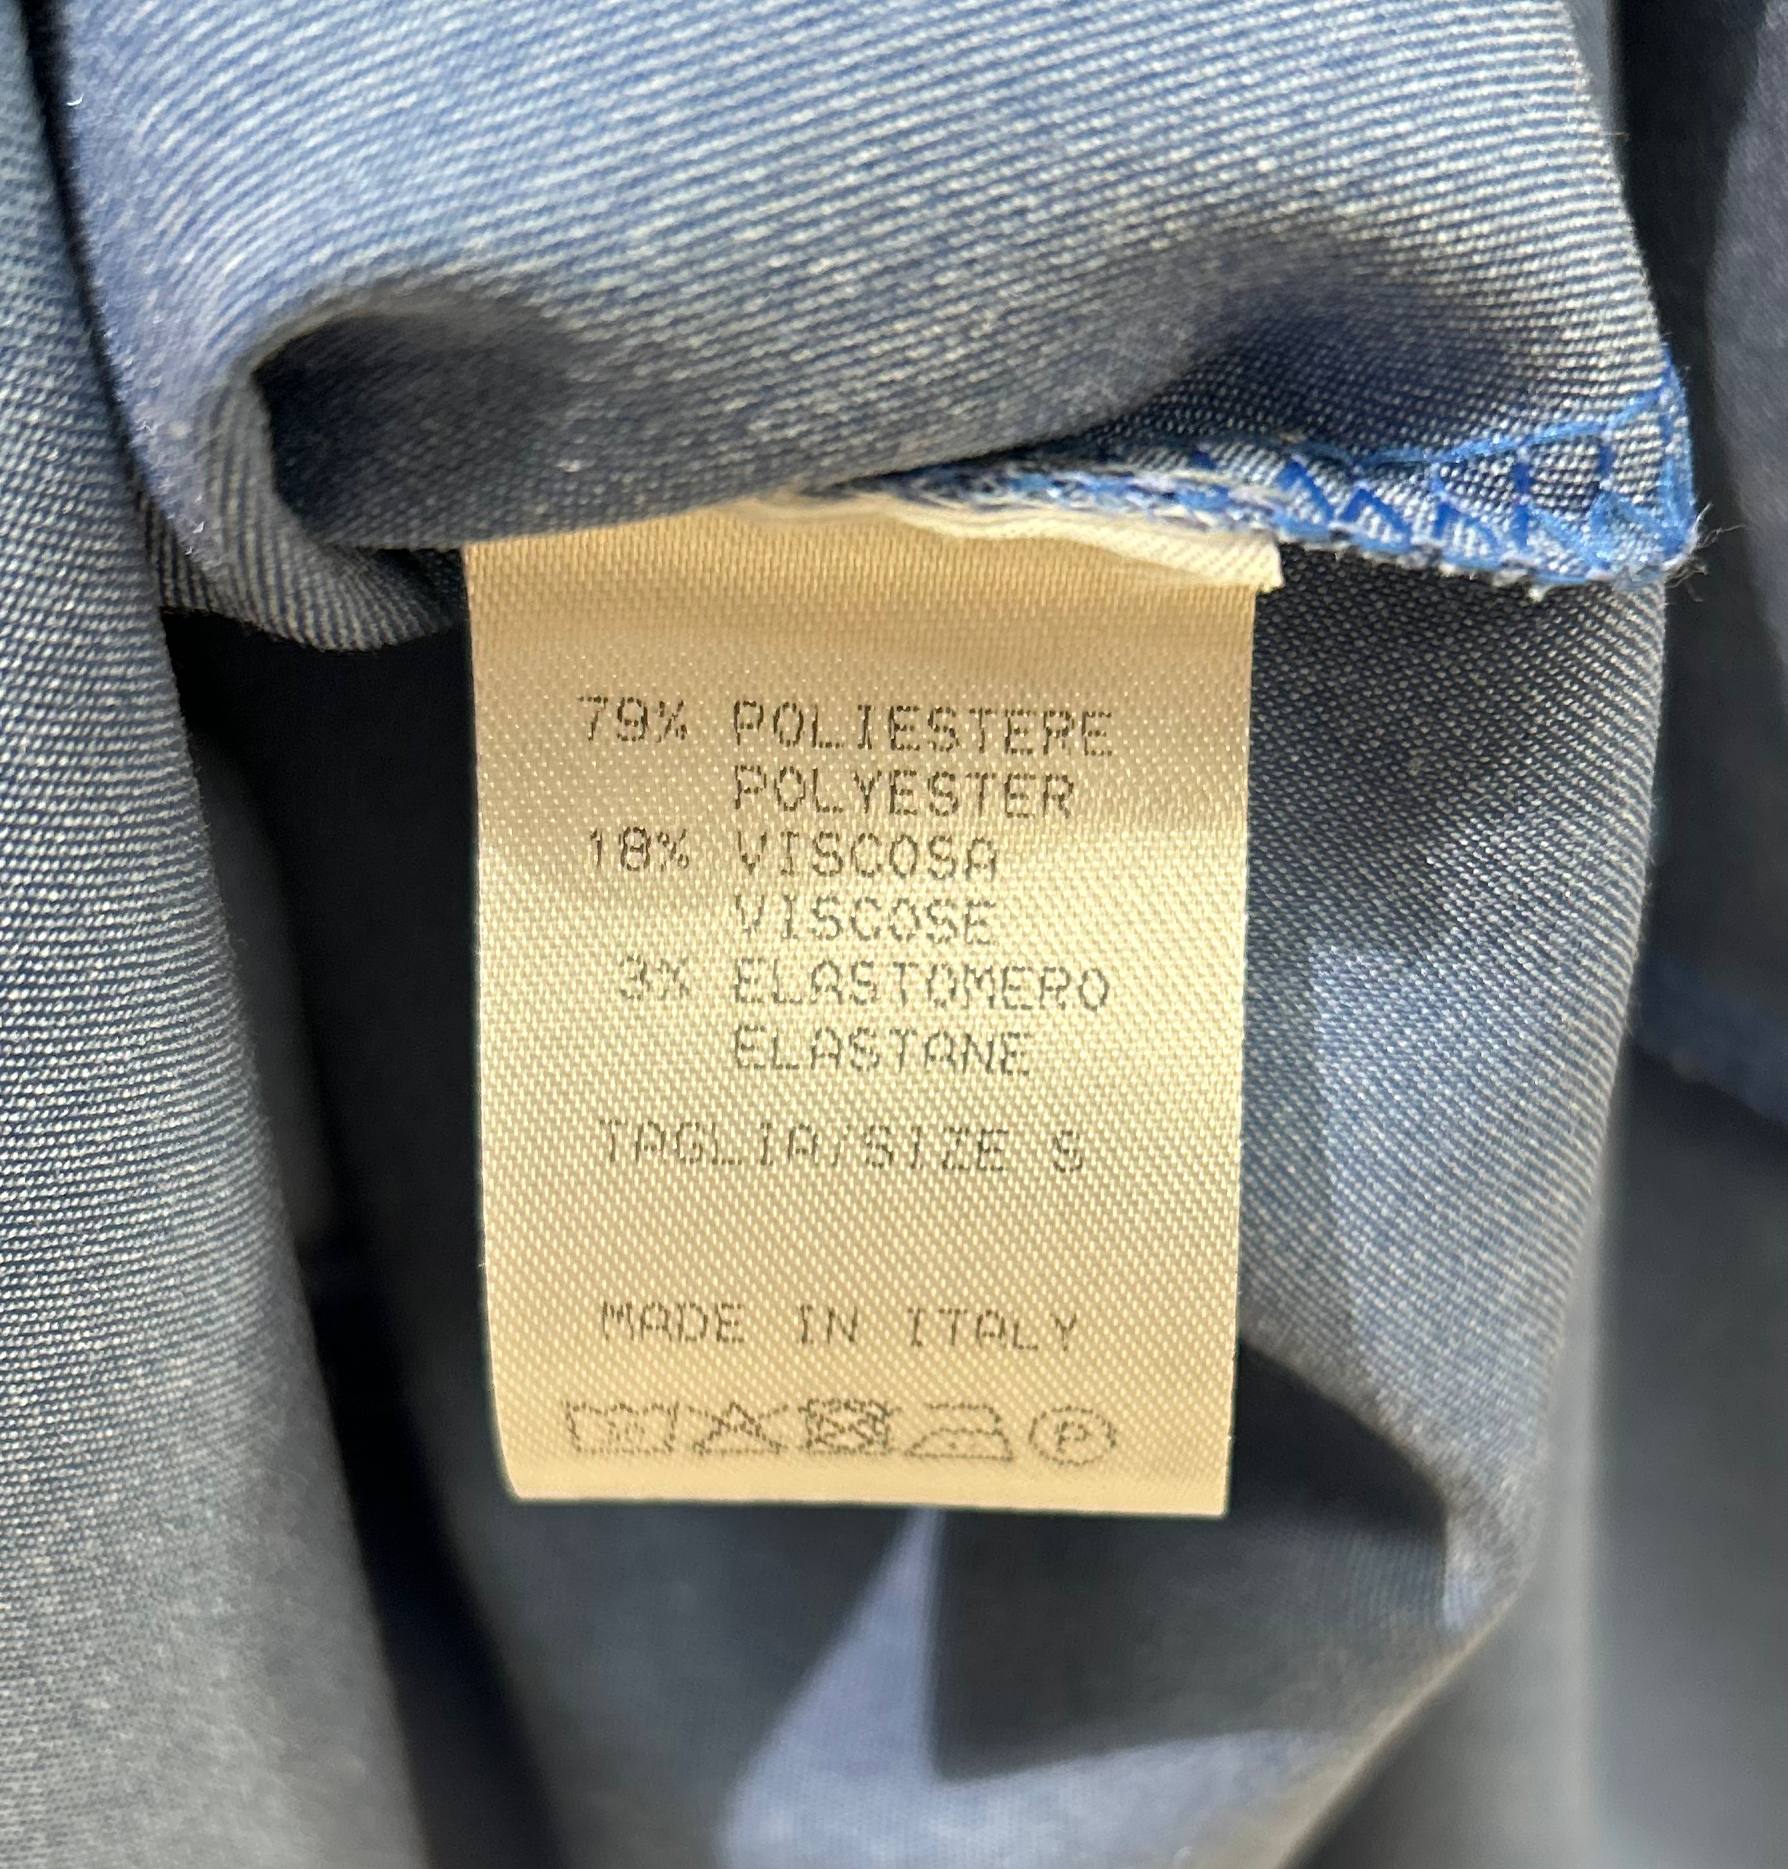 79% POLIESTERE
POLYESTER
18% VISCOSA
VISCOSE
3% ELASTOMERO
ELASTANE
TAGLIA/SIZE S
MADE IN ITALY
P